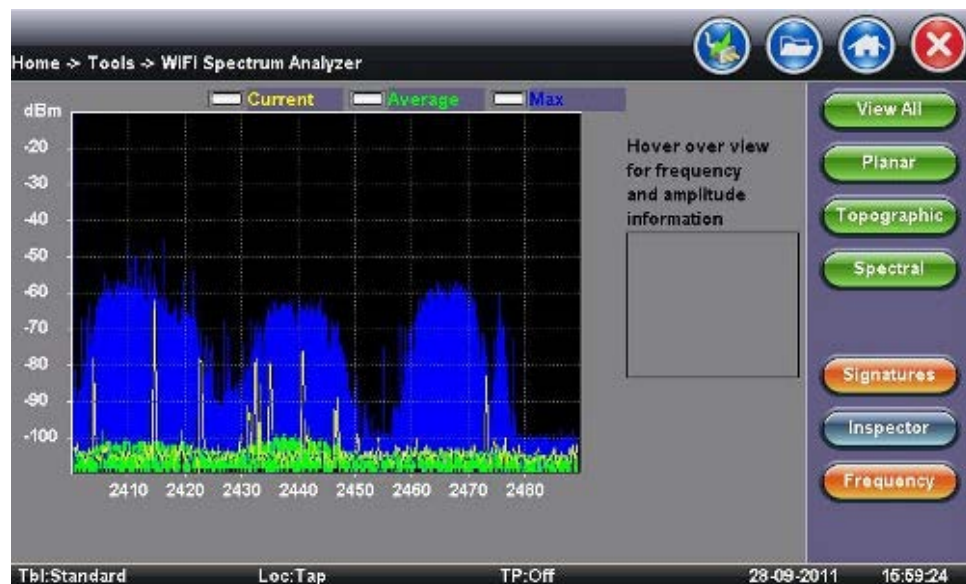 Home -> Tools -> WiFi Spectrum Analyzer
Current Average Max
dBm
-20
-30
-40
-50
-60
-70
-80
-90
-100
2410 2420 2430 2440 2450 2460 2470 2480
Hover over view
for frequency
and amplitude
information
View All
Planar
Topographic
Spectral
Signatures
Inspector
Frequency
Tbl:Standard Loc:Tap TP:Off 28-09-2011 15:59:24